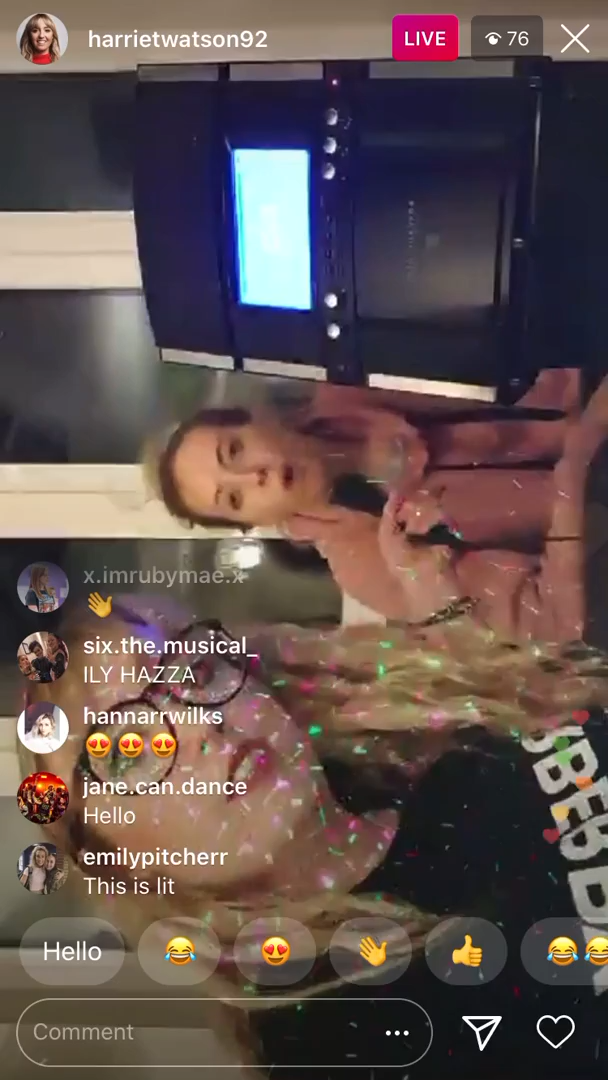 harrietwatson92
LIVE
76
x.imrubymae.x
👋
six.the.musical_
ILY HAZZA
hannarrwilks
😍😍😍
jane.can.dance
Hello
emilypitcherr
This is lit
Hello 😂 😍 👋 👍 😂😂
Comment